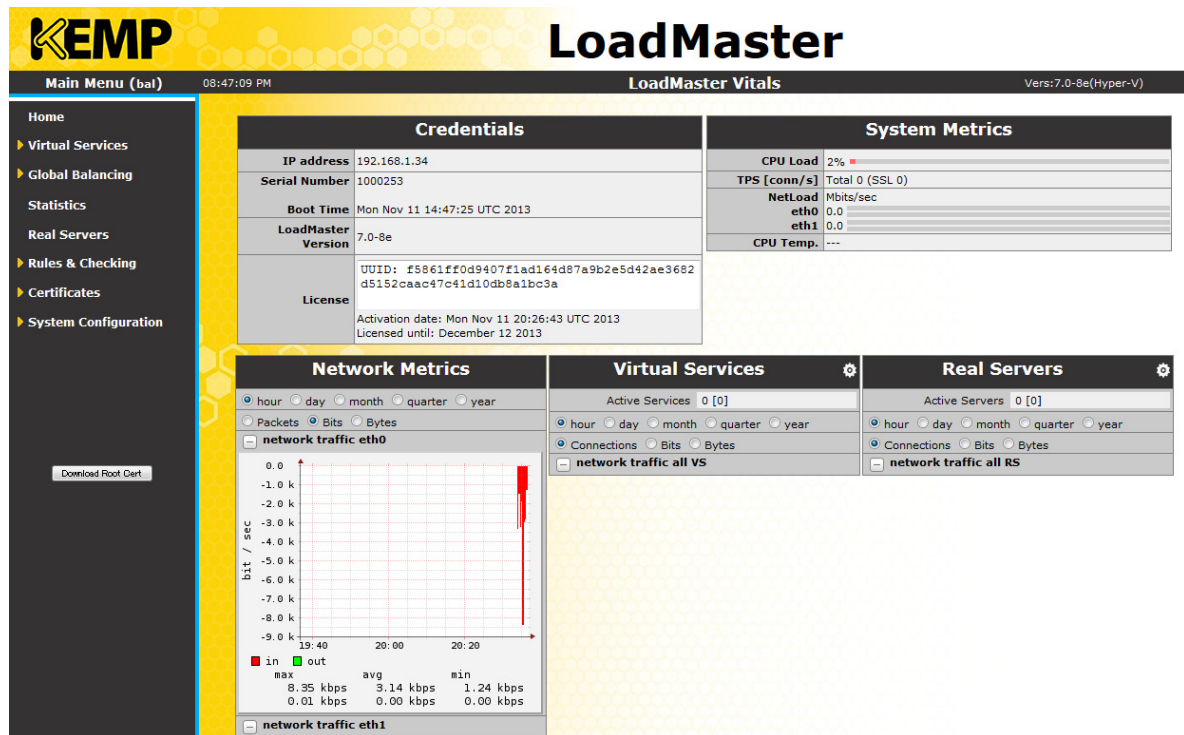 KEMP
LoadMaster
Main Menu (bal)
08:47:09 PM
LoadMaster Vitals
Vers:7.0-8e(Hyper-V)
Home
Virtual Services
Global Balancing
Statistics
Real Servers
Rules & Checking
Certificates
System Configuration
Download Root Cert
Credentials
IP address 192.168.1.34
Serial Number 1000253
Boot Time Mon Nov 11 14:47:25 UTC 2013
LoadMaster
Version 7.0-8e
License
UUID: f5861ff0d9407f1ad164d87a9b2e5d42ae3682
d5152caac47c41d10db8a1bc3a
Activation date: Mon Nov 11 20:26:43 UTC 2013
Licensed until: December 12 2013
System Metrics
CPU Load 2%
TPS [conn/s] Total 0 (SSL 0)
NetLoad Mbits/sec
eth0 0.0
eth1 0.0
CPU Temp. ---
Network Metrics
hour day month quarter year
Packets Bits Bytes
network traffic eth0
bit / sec
0.0
-1.0 k
-2.0 k
-3.0 k
-4.0 k
-5.0 k
-6.0 k
-7.0 k
-8.0 k
-9.0 k
19:40 20:00 20:20
in out
max avg min
8.35 kbps 3.14 kbps 1.24 kbps
0.01 kbps 0.00 kbps 0.00 kbps
network traffic eth1
Virtual Services
Active Services 0 [0]
hour day month quarter year
Connections Bits Bytes
network traffic all VS
Real Servers
Active Servers 0 [0]
hour day month quarter year
Connections Bits Bytes
network traffic all RS